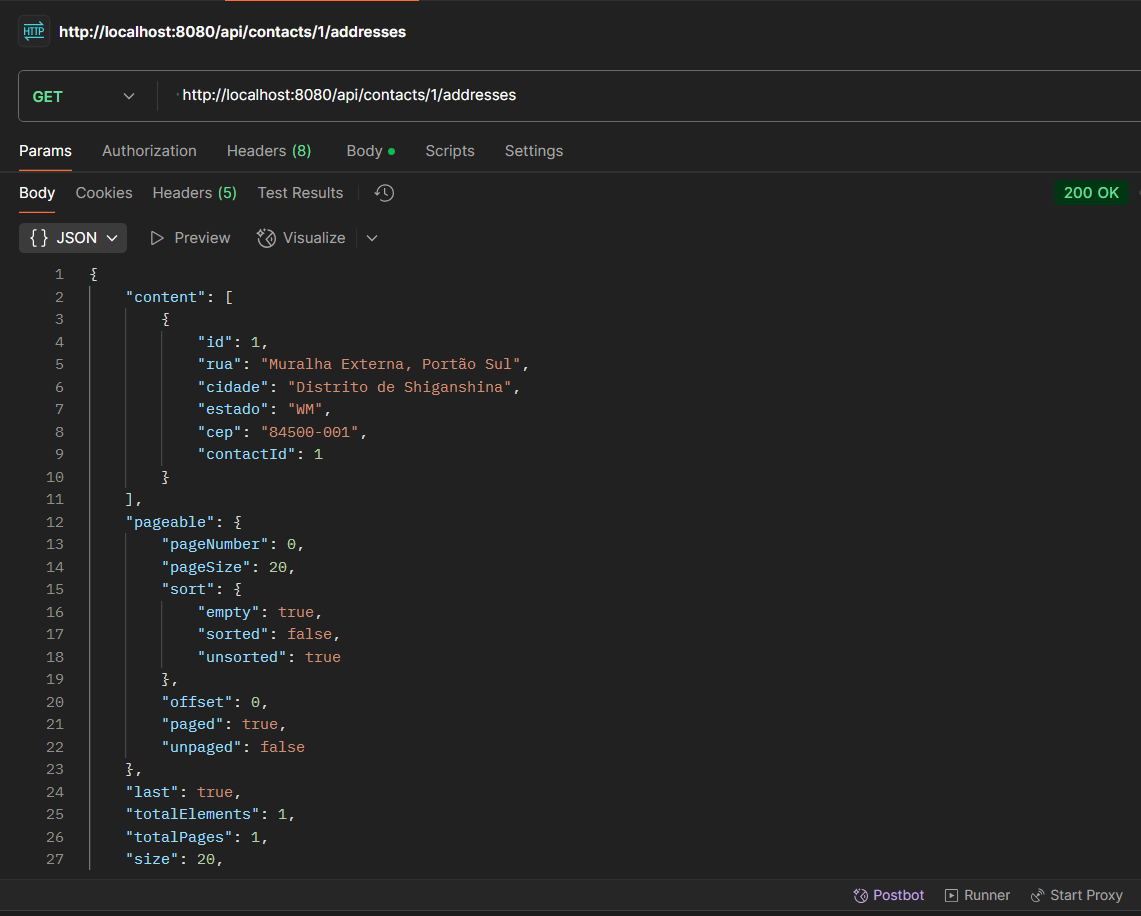 HTTP http://localhost:8080/api/contacts/1/addresses
GET http://localhost:8080/api/contacts/1/addresses
Params Authorization Headers (8) Body Scripts Settings
Body Cookies Headers (5) Test Results 200 OK
{} JSON Preview Visualize
1 {
2 "content": [
3 {
4 "id": 1,
5 "rua": "Muralha Externa, Portão Sul",
6 "cidade": "Distrito de Shiganshina",
7 "estado": "WM",
8 "cep": "84500-001",
9 "contactId": 1
10 }
11 ],
12 "pageable": {
13 "pageNumber": 0,
14 "pageSize": 20,
15 "sort": {
16 "empty": true,
17 "sorted": false,
18 "unsorted": true
19 },
20 "offset": 0,
21 "paged": true,
22 "unpaged": false
23 },
24 "last": true,
25 "totalElements": 1,
26 "totalPages": 1,
27 "size": 20,
Postbot Runner Start Proxy